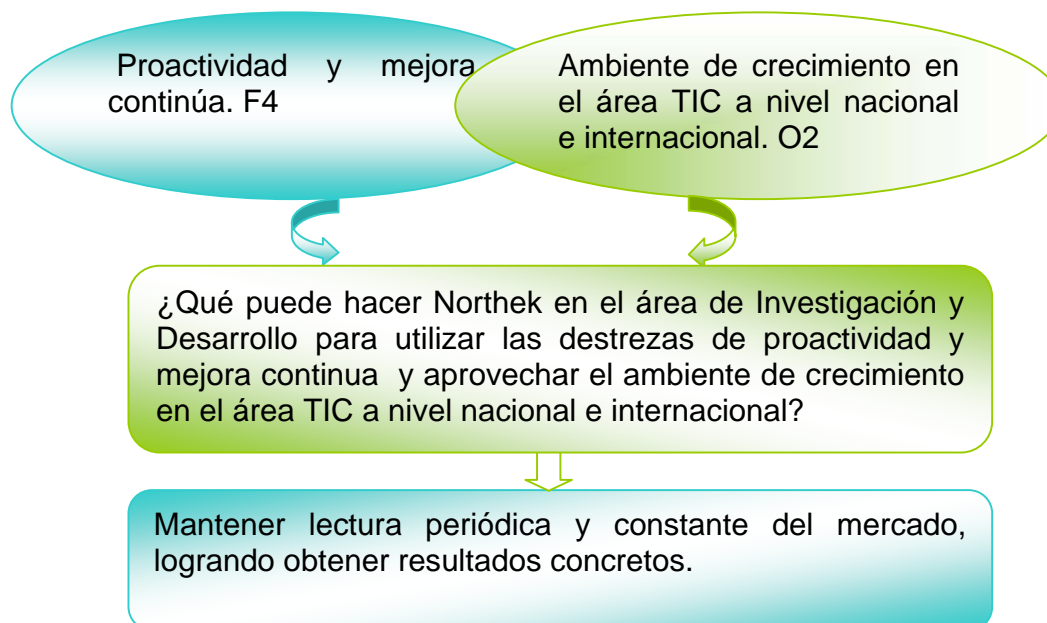 Proactividad y mejora
continúa. F4
Ambiente de crecimiento en
el área TIC a nivel nacional
e internacional. O2
¿Qué puede hacer Northek en el área de Investigación y
Desarrollo para utilizar las destrezas de proactividad y
mejora continua y aprovechar el ambiente de crecimiento
en el área TIC a nivel nacional e internacional?
Mantener lectura periódica y constante del mercado,
logrando obtener resultados concretos.